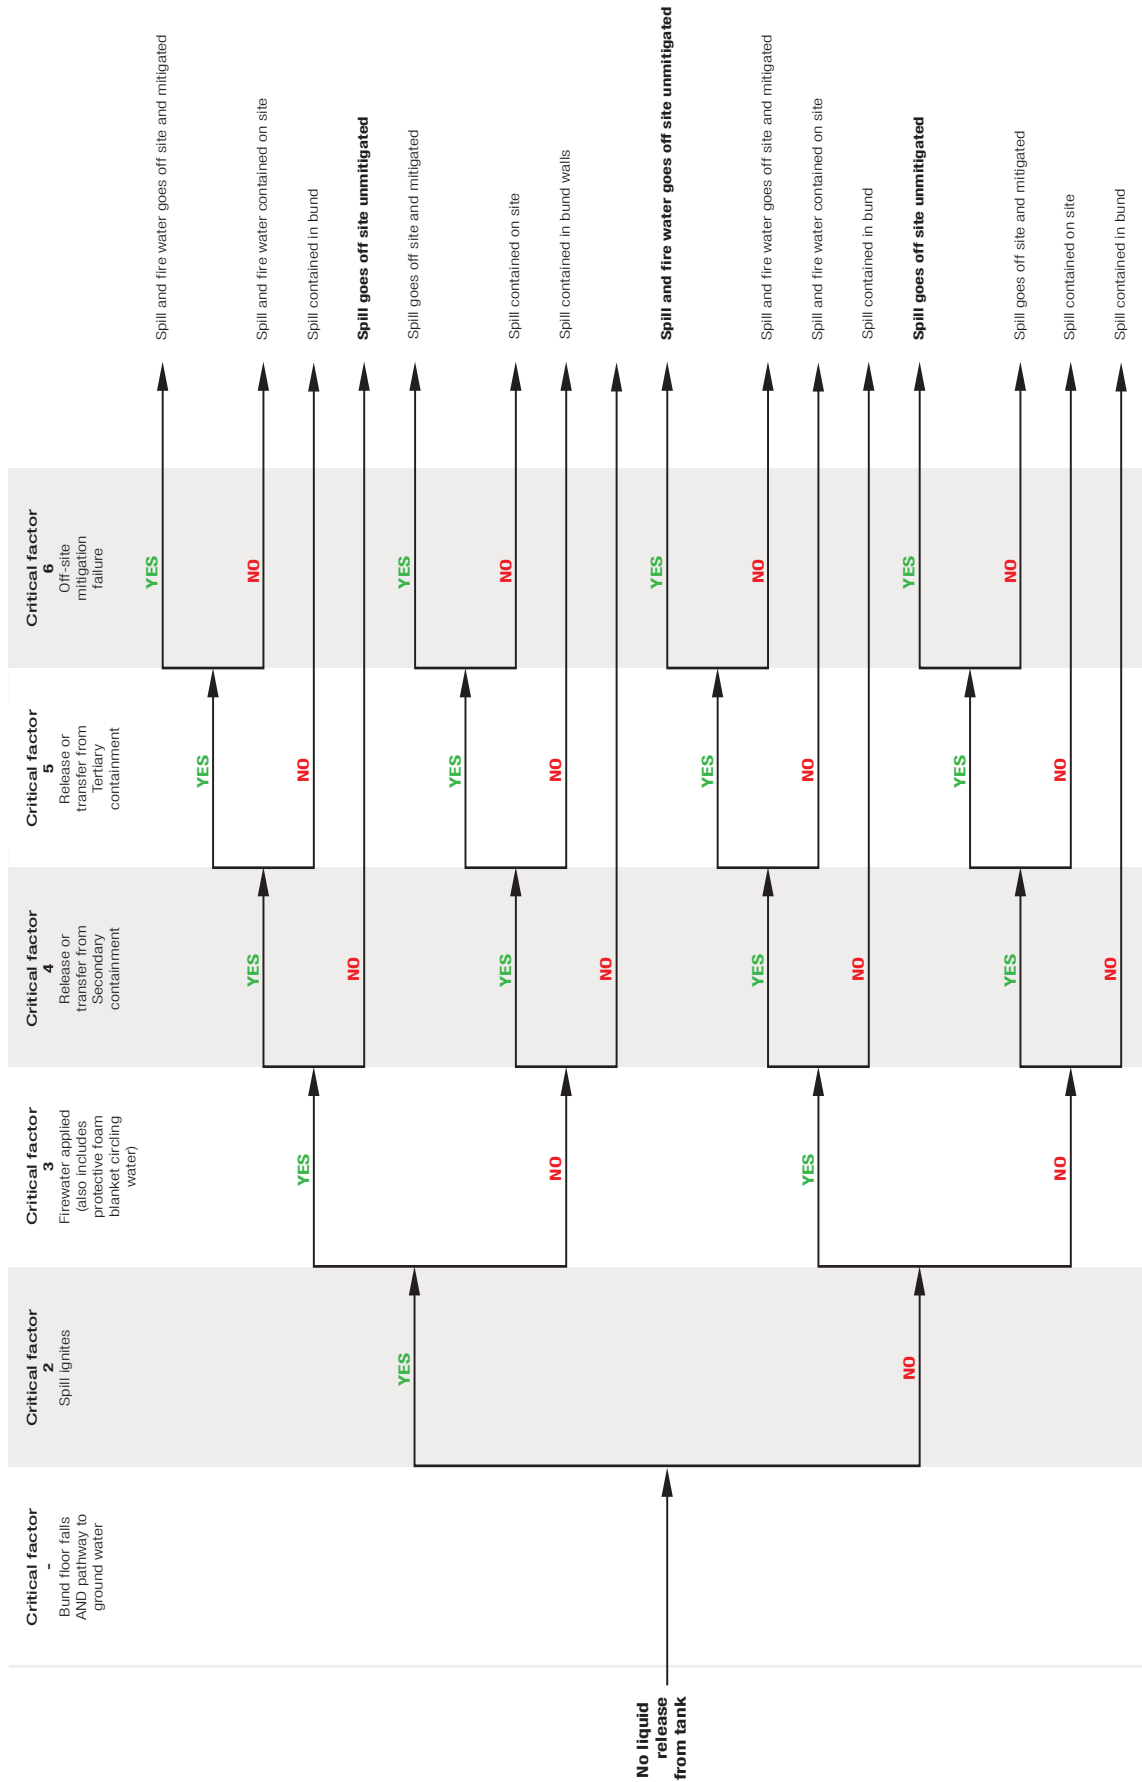 Critical factor
-
Bund floor falls
AND pathway to
ground water
Critical factor
2
Spill ignites
Critical factor
3
Firewater applied
(also includes
protective foam
blanket circling
water)
Critical factor
4
Release or
transfer from
Secondary
containment
Critical factor
5
Release or
transfer from
Tertiary
containment
Critical factor
6
Off-site
mitigation
failure
No liquid
release
from tank
YES
NO
YES
NO
YES
NO
YES
NO
YES
NO
YES
NO
YES
NO
YES
NO
YES
NO
YES
NO
YES
NO
YES
NO
YES
NO
YES
NO
YES
NO
Spill and fire water goes off site and mitigated
Spill and fire water contained on site
Spill contained in bund
Spill goes off site unmitigated
Spill goes off site and mitigated
Spill contained on site
Spill contained in bund walls
Spill and fire water goes off site unmitigated
Spill and fire water goes off site and mitigated
Spill and fire water contained on site
Spill contained in bund
Spill goes off site unmitigated
Spill goes off site and mitigated
Spill contained on site
Spill contained in bund